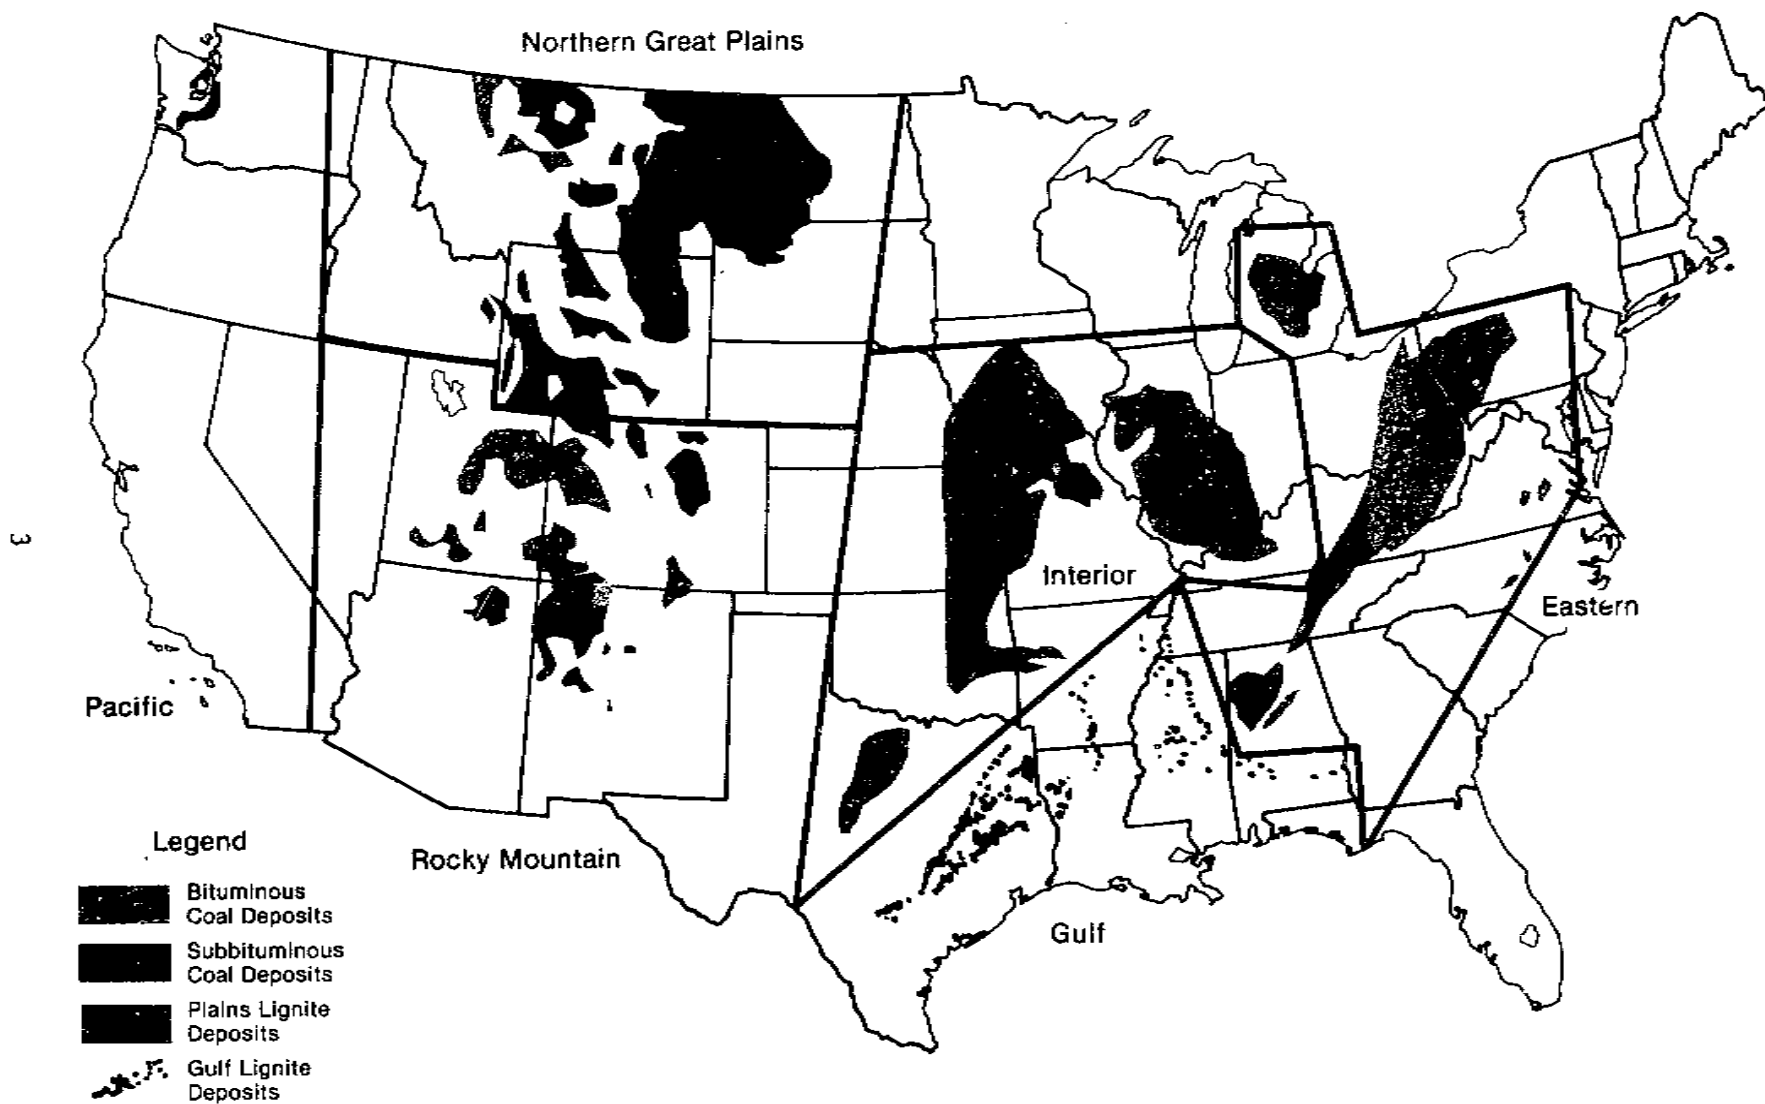 Northern Great Plains
3
Interior
Eastern
Pacific
Legend
Rocky Mountain
Bituminous
Coal Deposits
Gulf
Subbituminous
Coal Deposits
Plains Lignite
Deposits
Gulf Lignite
Deposits